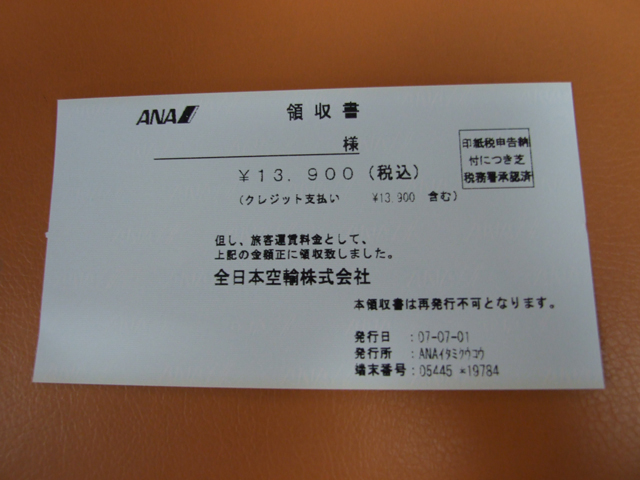 ANA
領収書
様
¥13,900(税込)
(クレジット支払い ¥13,900 含む)
印紙税申告納
付につき芝
税務署承認済
但し、旅客運賃料金として、
上記の金額正に領収致しました。
全日本空輸株式会社
本領収書は再発行不可となります。
発行日 :07-07-01
発行所 :ANAイタミクウコウ
端末番号:05445 *19784